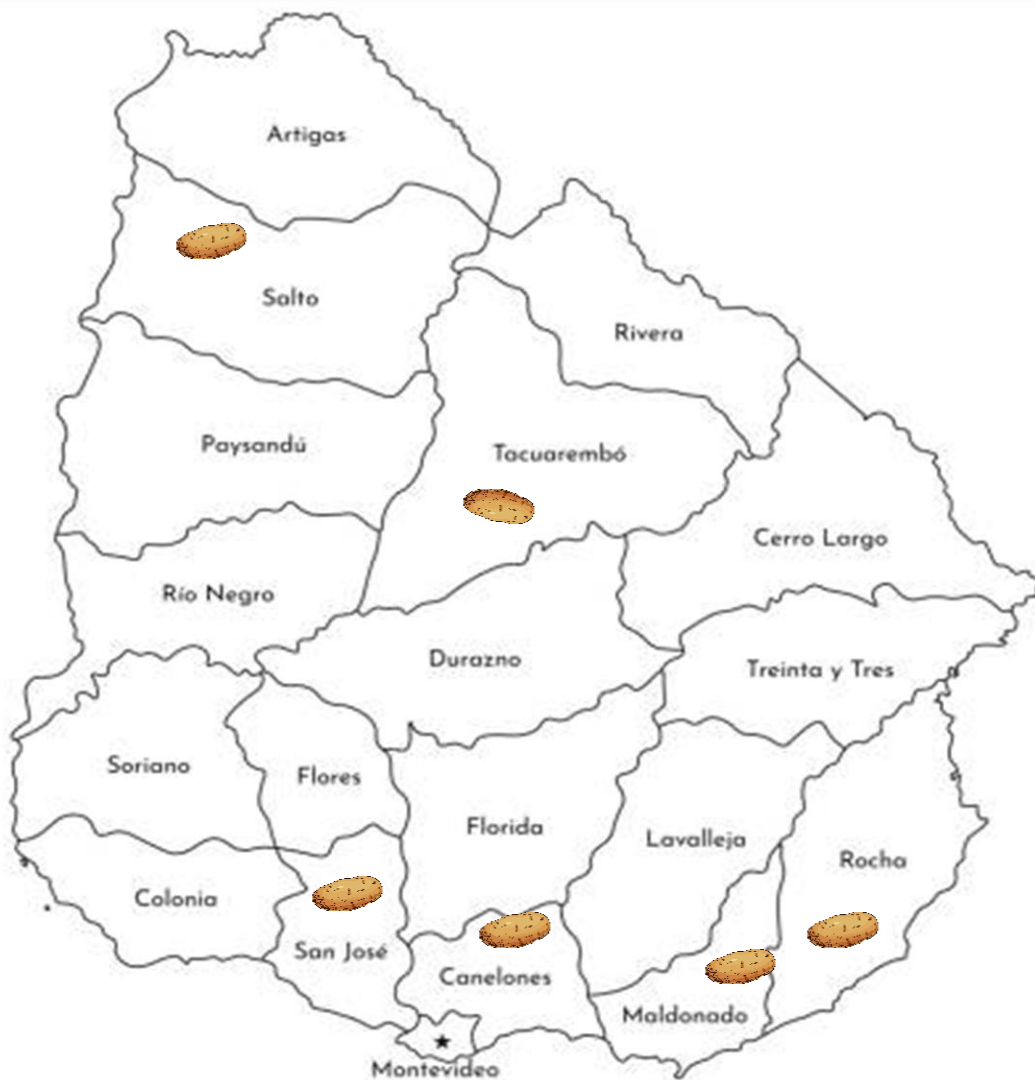 Artigas
Salto
Rivera
Paysandú
Tacuarembó
Cerro Largo
Río Negro
Durazno
Treinta y Tres
Soriano
Flores
Florida
Lavalleja
Rocha
Colonia
San José
Canelones
Maldonado
Montevideo